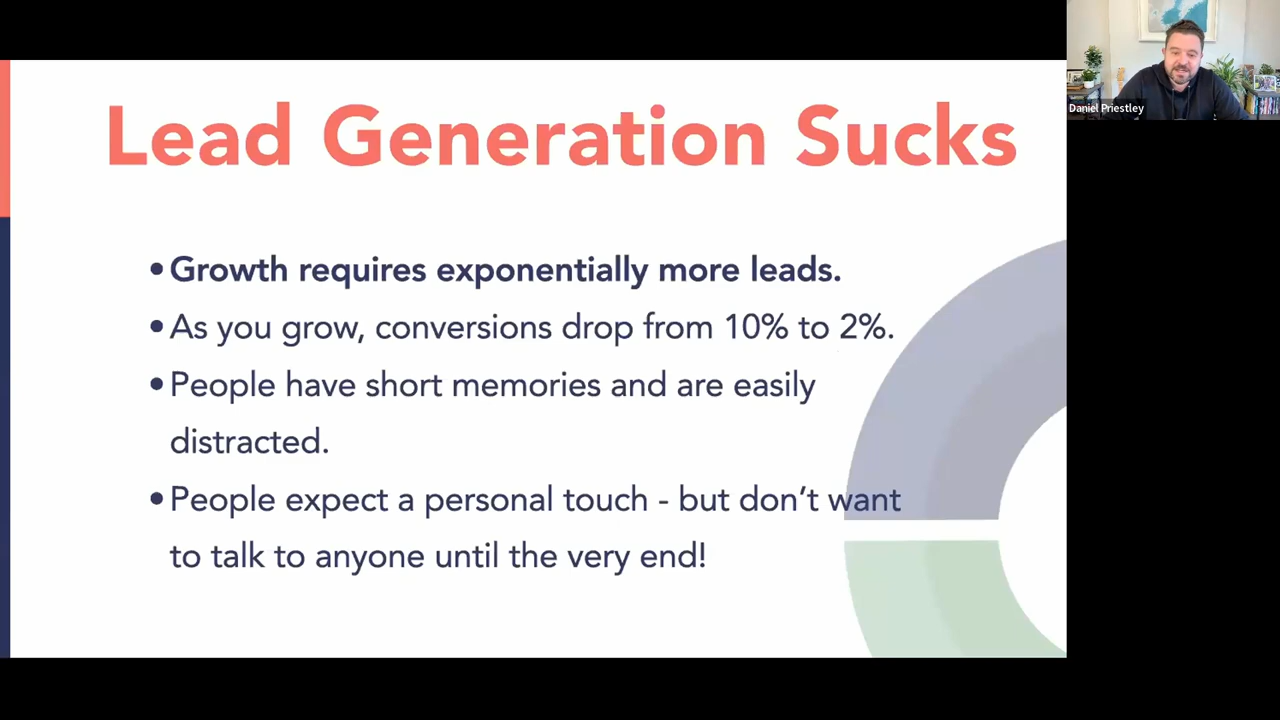 Lead Generation Sucks
•Growth requires exponentially more leads.
•As you grow, conversions drop from 10% to 2%.
•People have short memories and are easily
distracted.
•People expect a personal touch - but don’t want
to talk to anyone until the very end!
Daniel Priestley